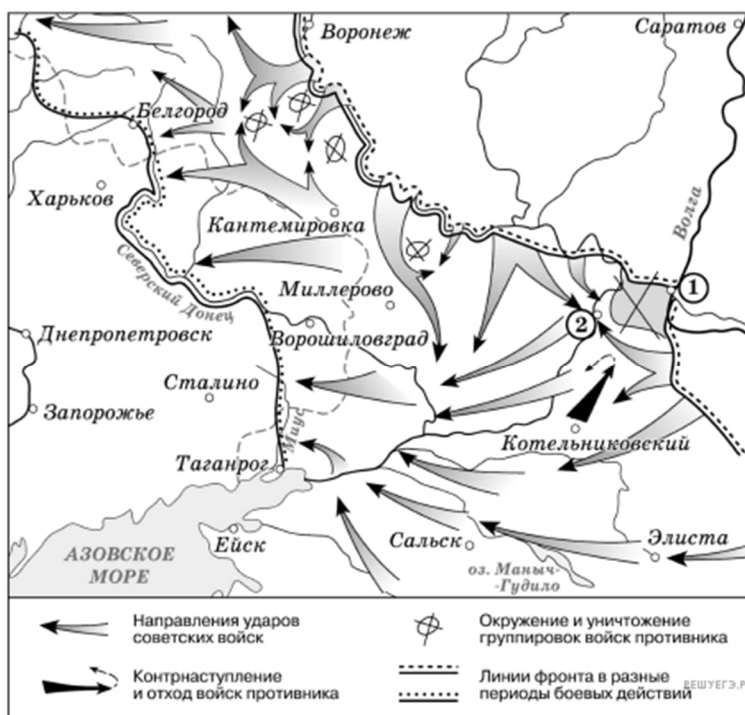 Воронеж
Саратов
Белгород
Волга
Харьков
Кантемировка
Северский Донец
Миллерово
1
Днепропетровск
Ворошиловград
2
Сталино
Запорожье
Миус
Котельниковский
Таганрог
Ейск
Сальск
Элиста
АЗОВСКОЕ
МОРЕ
оз. Маныч-
Гудило
Направления ударов
советских войск
Окружение и уничтожение
группировок войск противника
Контрнаступление
и отход войск противника
Линии фронта в разные
периоды боевых действий